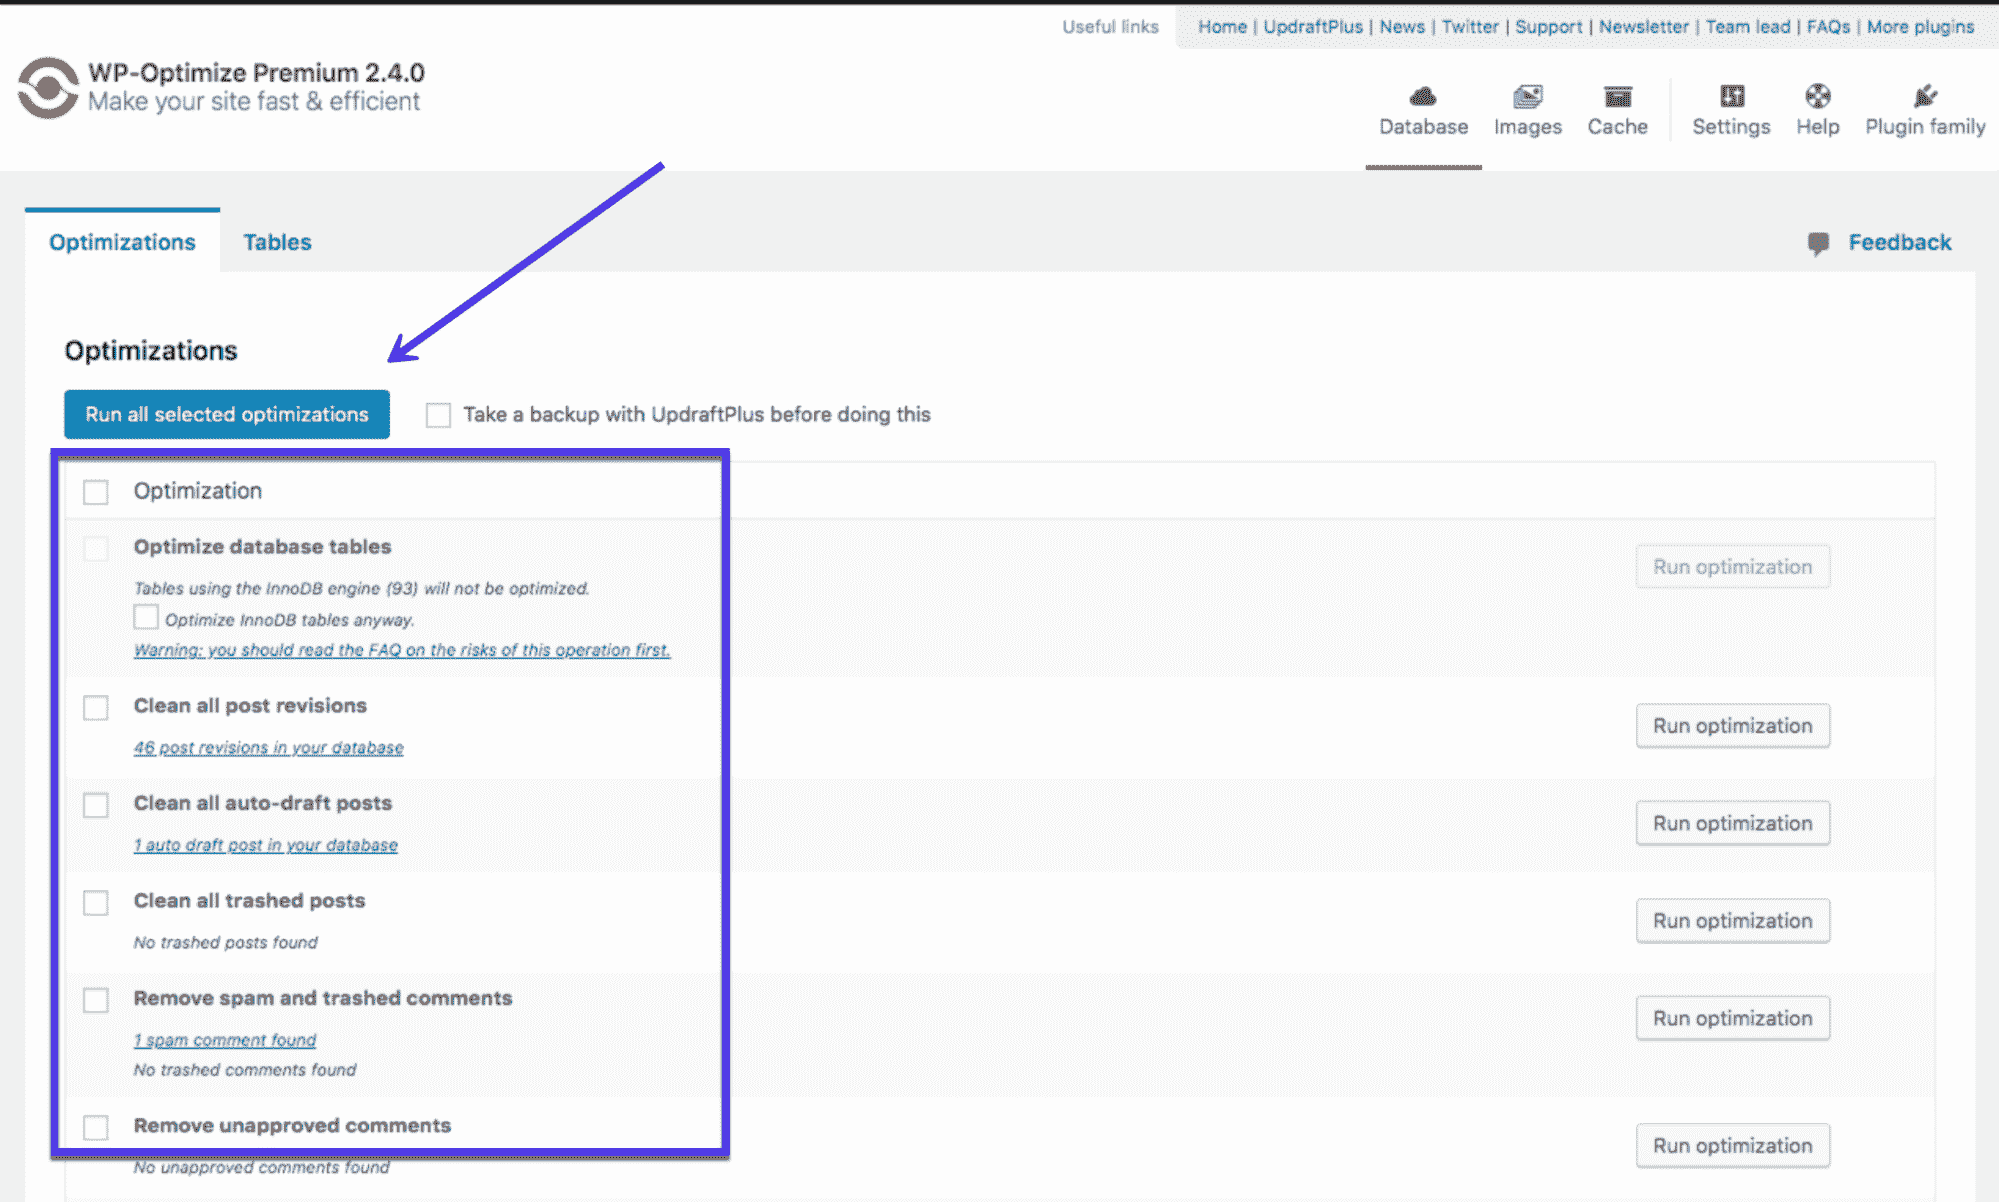 Useful links Home | UpdraftPlus | News | Twitter | Support | Newsletter | Team lead | FAQs | More plugins
WP-Optimize Premium 2.4.0
Make your site fast & efficient
Database Images Cache Settings Help Plugin family
Optimizations Tables Feedback
Optimizations
Run all selected optimizations Take a backup with UpdraftPlus before doing this
Optimization
Optimize database tables
Run optimization
Tables using the InnoDB engine (93) will not be optimized.
Optimize InnoDB tables anyway.
Warning: you should read the FAQ on the risks of this operation first.
Clean all post revisions
Run optimization
46 post revisions in your database
Clean all auto-draft posts
Run optimization
1 auto draft post in your database
Clean all trashed posts
Run optimization
No trashed posts found
Remove spam and trashed comments
Run optimization
1 spam comment found
No trashed comments found
Remove unapproved comments
Run optimization
No unapproved comments found